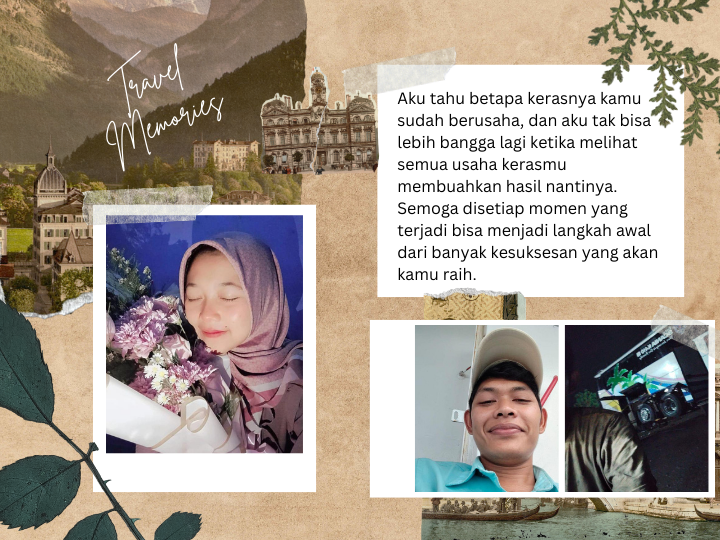 Travel
Memories
Aku tahu betapa kerasnya kamu
sudah berusaha, dan aku tak bisa
lebih bangga lagi ketika melihat
semua usaha kerasmu
membuahkan hasil nantinya.
Semoga disetiap momen yang
terjadi bisa menjadi langkah awal
dari banyak kesuksesan yang akan
kamu raih.